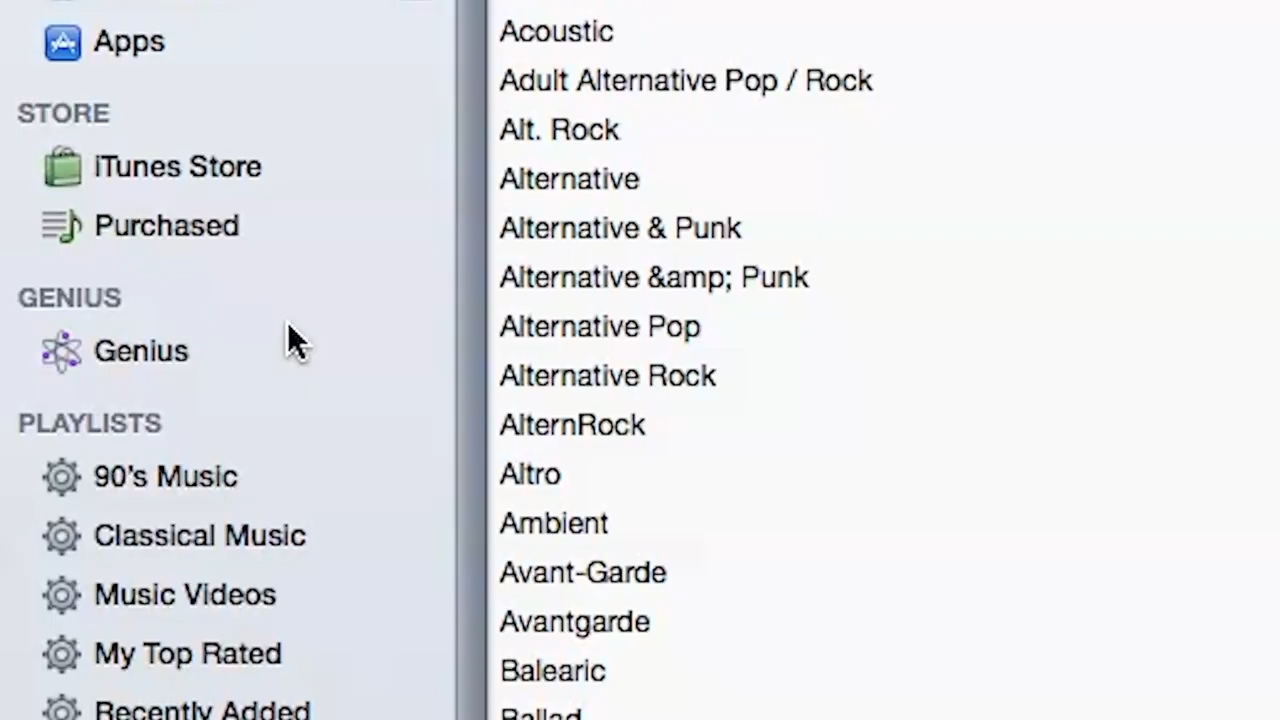 Apps
STORE
iTunes Store
Purchased
GENIUS
Genius
PLAYLISTS
90's Music
Classical Music
Music Videos
My Top Rated
Recently Added
Acoustic
Adult Alternative Pop / Rock
Alt. Rock
Alternative
Alternative & Punk
Alternative &amp; Punk
Alternative Pop
Alternative Rock
AlternRock
Altro
Ambient
Avant-Garde
Avantgarde
Balearic
Ballad